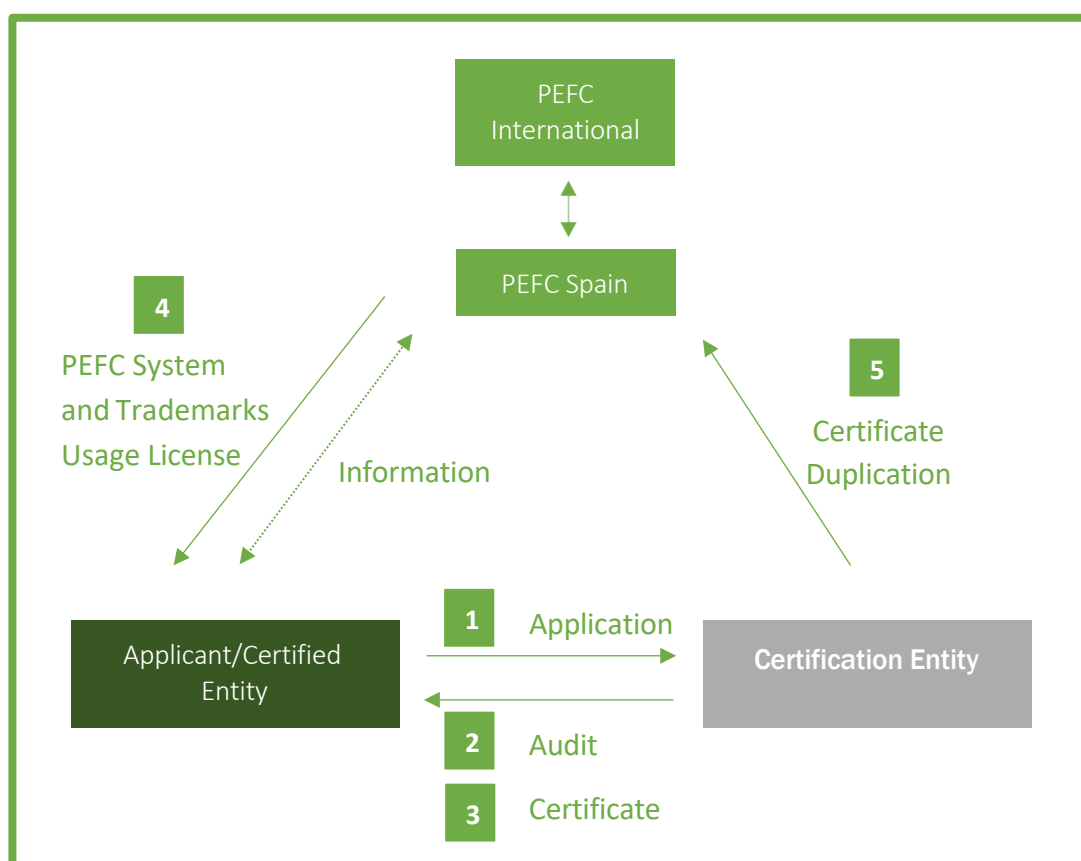 PEFC
International
PEFC Spain
4
PEFC System
and Trademarks
Usage License
Information
5
Certificate
Duplication
Applicant/Certified
Entity
1 Application
Certification Entity
2 Audit
3 Certificate